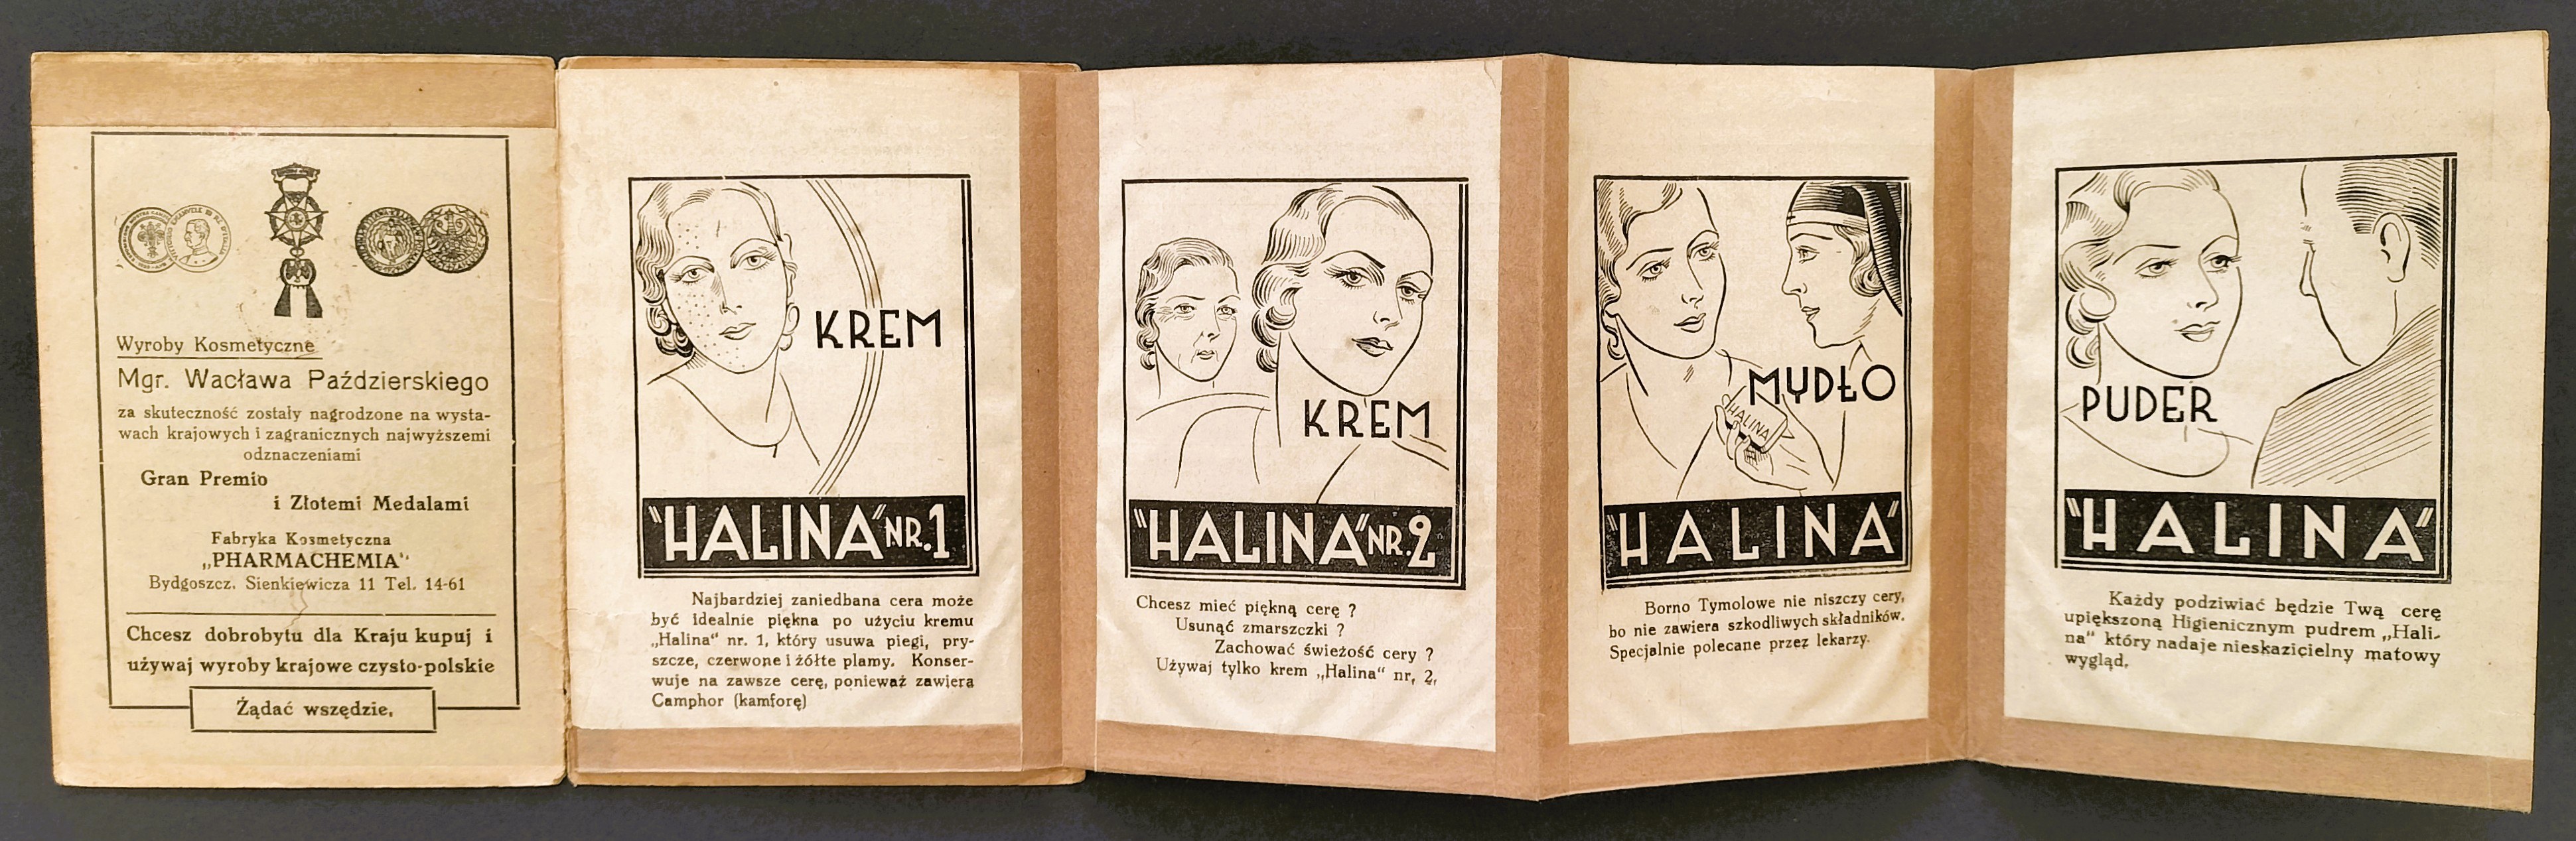 Wyroby Kosmetyczne
Mgr. Wacława Paździerskiego
za skuteczność zostały nagrodzone na wysta-
wach krajowych i zagranicznych najwyższemi
odznaczeniami
Gran Premio
i Złotemi Medalami
Fabryka Kosmetyczna
„PHARMACHEMIA"
Bydgoszcz, Sienkiewicza 11 Tel. 14-61
Chcesz dobrobytu dla Kraju kupuj i
używaj wyroby krajowe czysto-polskie
Żądać wszędzie.
KREM
"HALINA" NR. 1
Najbardziej zaniedbana cera może
być idealnie piękna po użyciu kremu
„Halina" nr. 1, który usuwa piegi, pry-
szcze, czerwone i żółte plamy. Konser-
wuje na zawsze cerę, ponieważ zawiera
Camphor (kamforę)
KREM
"HALINA" NR. 2
Chcesz mieć piękną cerę ?
Usunąć zmarszczki ?
Zachować świeżość cery ?
Używaj tylko krem „Halina" nr. 2.
MYDŁO
HALINA
"HALINA"
Borno Tymolowe nie niszczy cery,
bo nie zawiera szkodliwych składników.
Specjalnie polecane przez lekarzy.
PUDER
"HALINA"
Każdy podziwiać będzie Twą cerę
upiększoną Higienicznym pudrem „Hali-
na" który nadaje nieskazicielny matowy
wygląd.